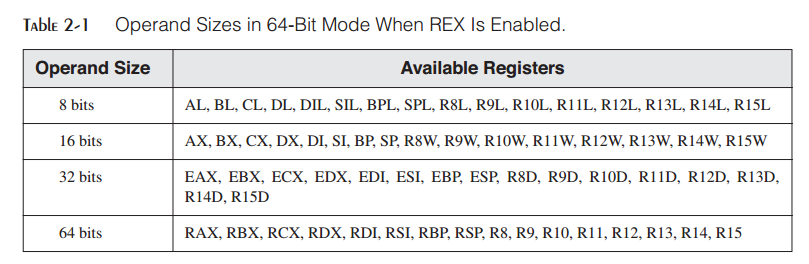 TABLE 2-1 Operand Sizes in 64-Bit Mode When REX Is Enabled.
Operand Size Available Registers
8 bits AL, BL, CL, DL, DIL, SIL, BPL, SPL, R8L, R9L, R10L, R11L, R12L, R13L, R14L, R15L
16 bits AX, BX, CX, DX, DI, SI, BP, SP, R8W, R9W, R10W, R11W, R12W, R13W, R14W, R15W
32 bits EAX, EBX, ECX, EDX, EDI, ESI, EBP, ESP, R8D, R9D, R10D, R11D, R12D, R13D,
R14D, R15D
64 bits RAX, RBX, RCX, RDX, RDI, RSI, RBP, RSP, R8, R9, R10, R11, R12, R13, R14, R15